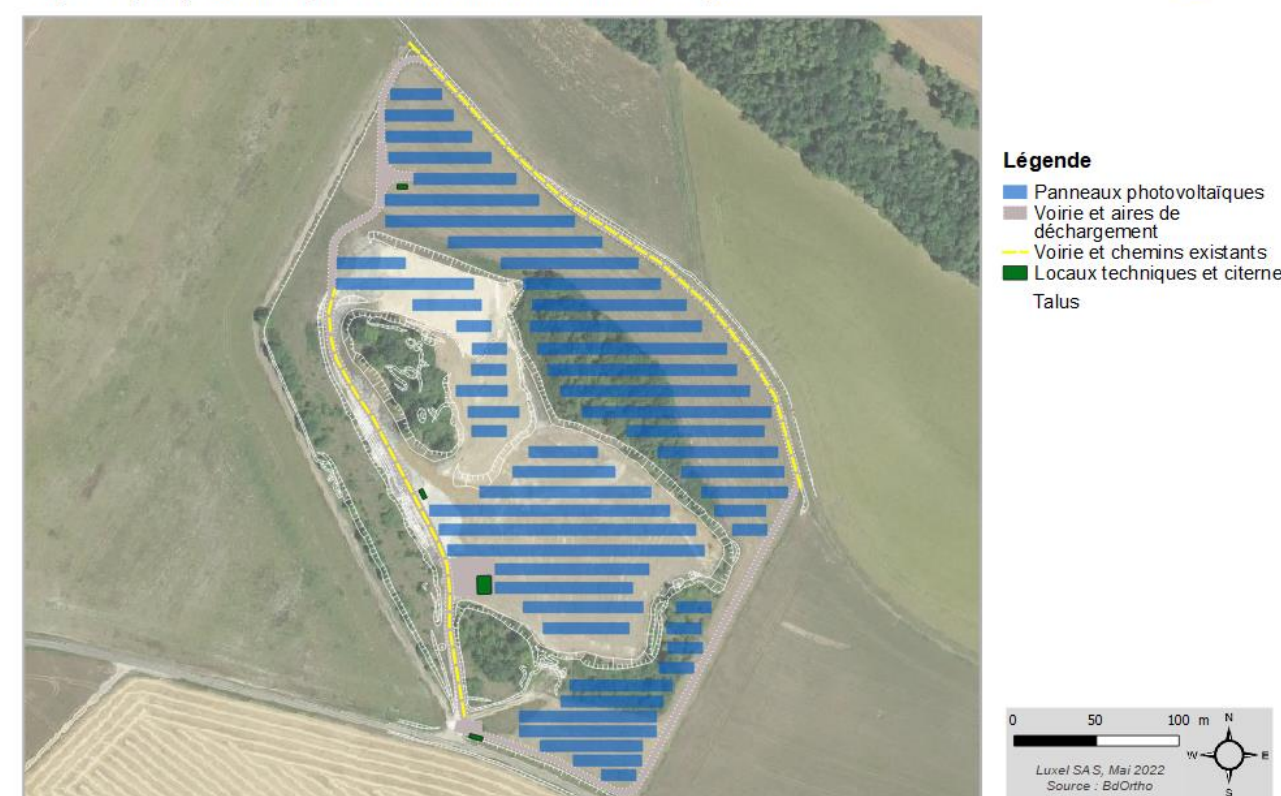 Légende
Panneaux photovoltaïques
Voirie et aires de
déchargement
Voirie et chemins existants
Locaux techniques et citerne
Talus
0 50 100 m
N
W E
S
Luxel SAS, Mai 2022
Source : BdOrtho